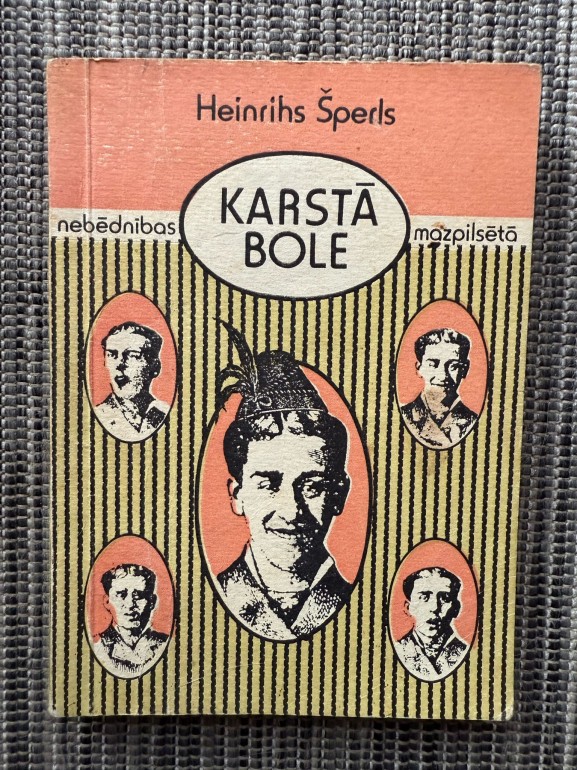 Heinrihs Šperls
KARSTĀ
BOLE
nebēdnības mazpilsētā